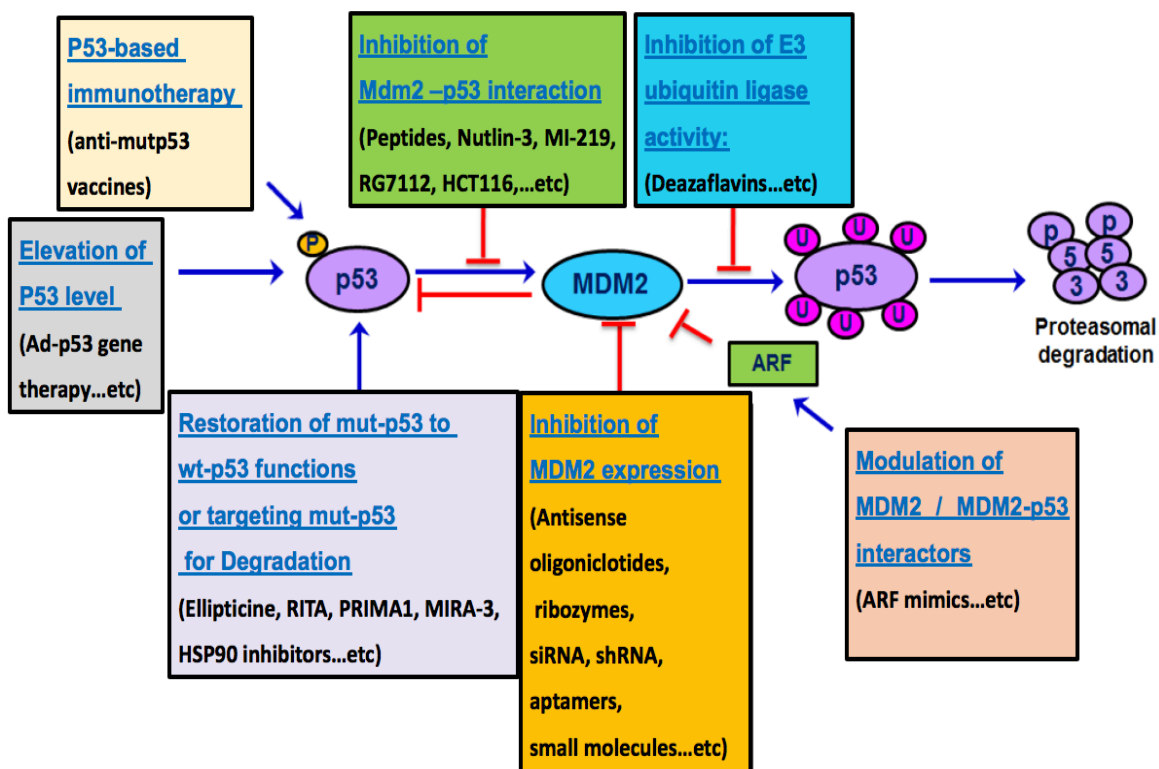 P53-based
immunotherapy
(anti-mutp53
vaccines)
Inhibition of
Mdm2 –p53 interaction
(Peptides, Nutlin-3, MI-219,
RG7112, HCT116,...etc)
Inhibition of E3
ubiquitin ligase
activity:
(Deazaflavins...etc)
Elevation of
P53 level
(Ad-p53 gene
therapy...etc)
P
p53
MDM2
U U U
p53
U U U
p p
5 5
3 3
Proteasomal
degradation
ARF
Restoration of mut-p53 to
wt-p53 functions
or targeting mut-p53
for Degradation
(Ellipticine, RITA, PRIMA1, MIRA-3,
HSP90 inhibitors...etc)
Inhibition of
MDM2 expression
(Antisense
oligoniclotides,
ribozymes,
siRNA, shRNA,
aptamers,
small molecules...etc)
Modulation of
MDM2 / MDM2-p53
interactors
(ARF mimics...etc)